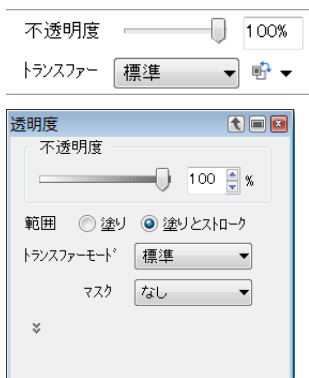 不透明度 100%
トランスファー 標準
透明度
不透明度
100 %
範囲 塗り 塗りとストローク
トランスファーモード 標準
マスク なし